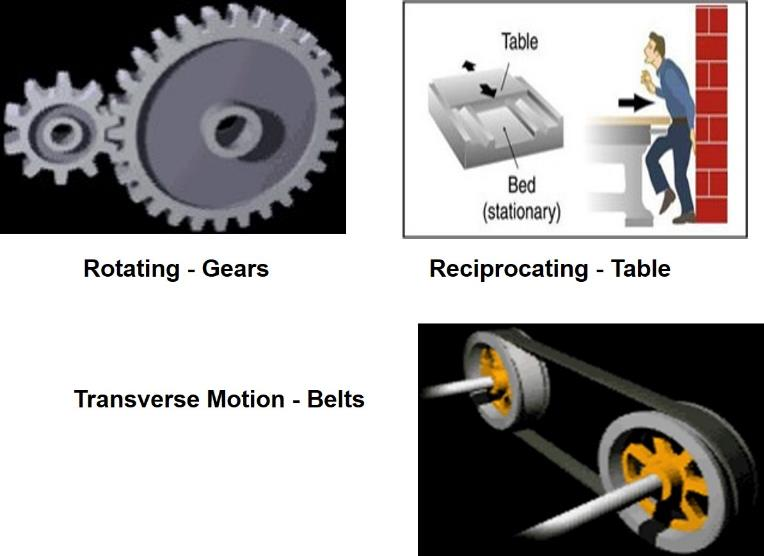 Table
Bed
(stationary)
Rotating - Gears
Reciprocating - Table
Transverse Motion - Belts